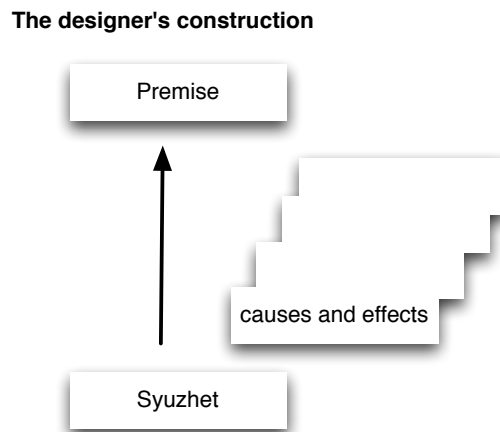 The designer's construction
Premise
causes and effects
Syuzhet